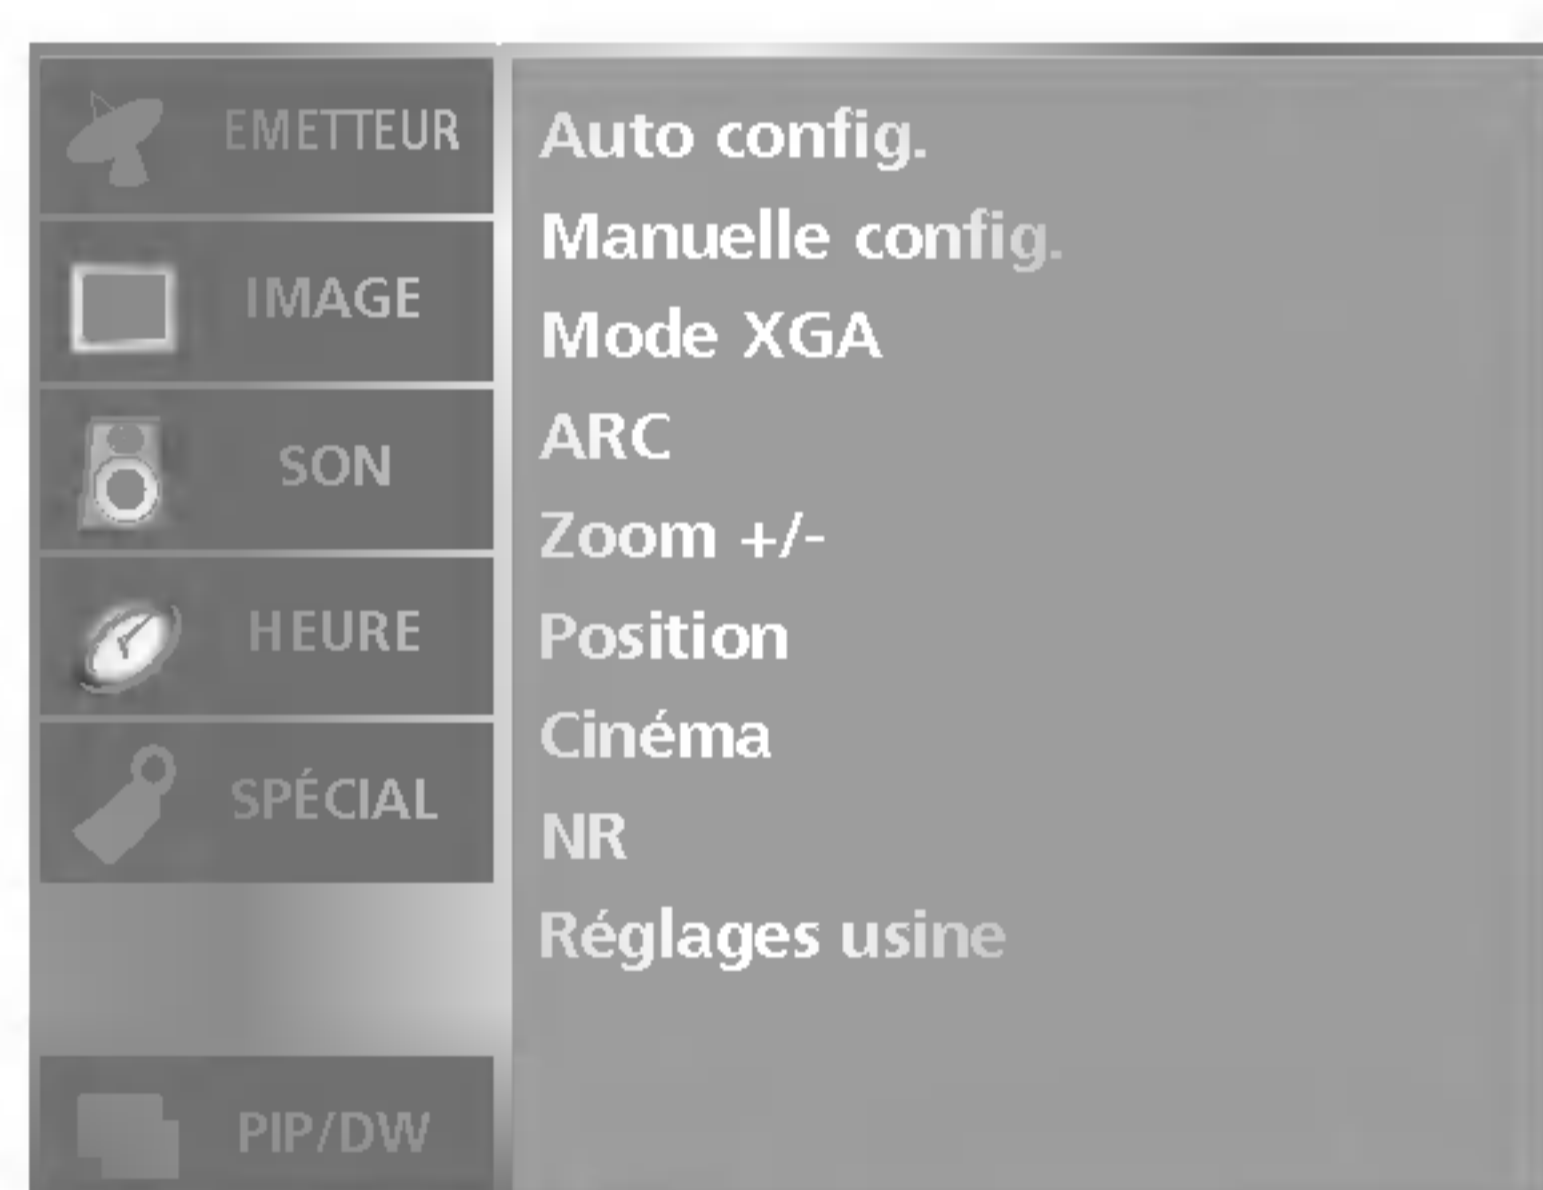 EMETTEUR
IMAGE
SON
HEURE
SPÉCIAL
PIP/DW
Auto config.
Manuelle config.
Mode XGA
ARC
Zoom +/-
Position
Cinéma
NR
Réglages usine